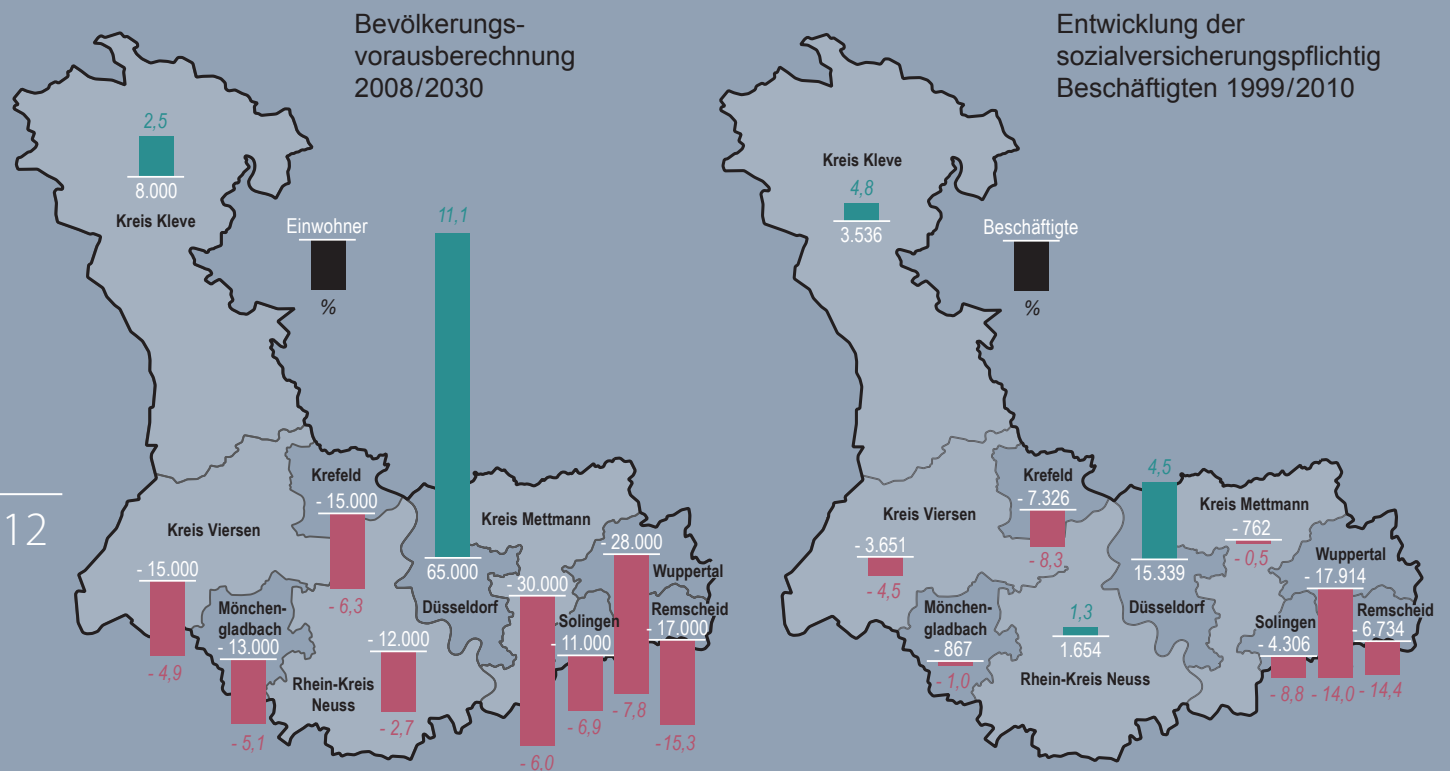 Bevölkerungs-
vorausberechnung
2008/2030
2,5
8.000
Kreis Kleve
Einwohner
%
11,1
65.000
Düsseldorf
Krefeld
- 15.000
- 6,3
Kreis Viersen
- 15.000
- 4,9
Mönchen-
gladbach
- 13.000
- 5,1
- 12.000
Rhein-Kreis
Neuss
- 2,7
Kreis Mettmann
- 30.000
- 6,0
Solingen
- 11.000
- 6,9
- 28.000
Wuppertal
- 7,8
Remscheid
- 17.000
-15,3
12
Entwicklung der
sozialversicherungspflichtig
Beschäftigten 1999/2010
Kreis Kleve
4,8
3.536
Beschäftigte
%
Krefeld
- 7.326
- 8,3
Kreis Viersen
- 3.651
- 4,5
Mönchen-
gladbach
- 867
- 1,0
1,3
1.654
Rhein-Kreis Neuss
4,5
15.339
Düsseldorf
Kreis Mettmann
- 762
- 0,5
Wuppertal
- 17.914
- 14,0
Solingen
- 4.306
- 8,8
Remscheid
- 6.734
- 14,4